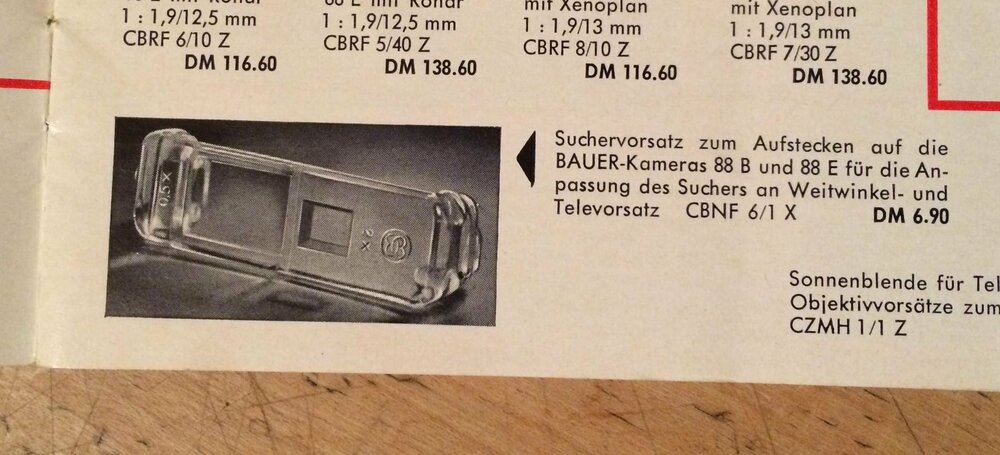 mit Xenoplan
mit Xenoplan
1 : 1,9/12,5 mm
CBRF 6/10 Z
DM 116.60
1 : 1,9/12,5 mm
CBRF 5/40 Z
DM 138.60
1 : 1,9/13 mm
CBRF 8/10 Z
DM 116.60
1 : 1,9/13 mm
CBRF 7/30 Z
DM 138.60
0,5 X
2 X
Suchervorsatz zum Aufstecken auf die
BAUER-Kameras 88 B und 88 E für die An-
passung des Suchers an Weitwinkel- und
Televorsatz CBNF 6/1 X DM 6.90
Sonnenblende für Tel
Objektivvorsätze zum
CZMH 1/1 Z